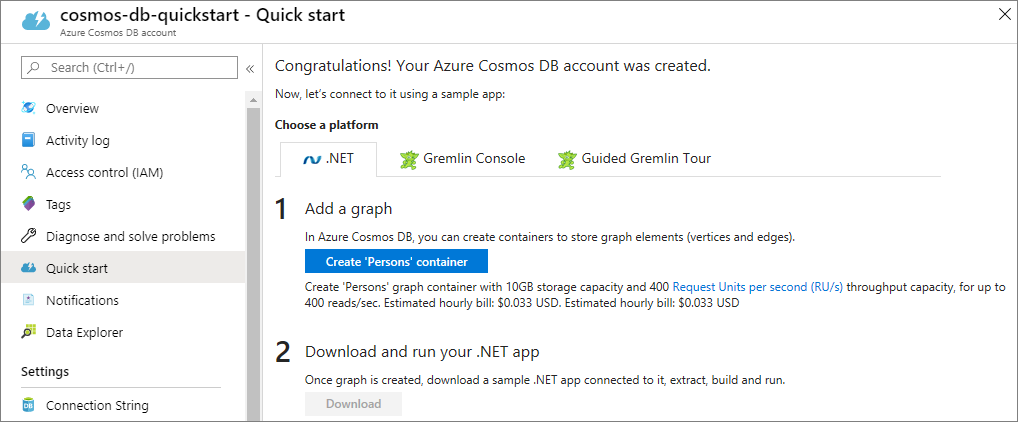 cosmos-db-quickstart - Quick start
Azure Cosmos DB account
Search (Ctrl+/)
Overview
Activity log
Access control (IAM)
Tags
Diagnose and solve problems
Quick start
Notifications
Data Explorer
Settings
DB
Connection String
Congratulations! Your Azure Cosmos DB account was created.
Now, let's connect to it using a sample app:
Choose a platform
.NET
Gremlin Console
Guided Gremlin Tour
1 Add a graph
In Azure Cosmos DB, you can create containers to store graph elements (vertices and edges).
Create 'Persons' container
Create 'Persons' graph container with 10GB storage capacity and 400 Request Units per second (RU/s) throughput capacity, for up to
400 reads/sec. Estimated hourly bill: $0.033 USD. Estimated hourly bill: $0.033 USD
2 Download and run your .NET app
Once graph is created, download a sample .NET app connected to it, extract, build and run.
Download